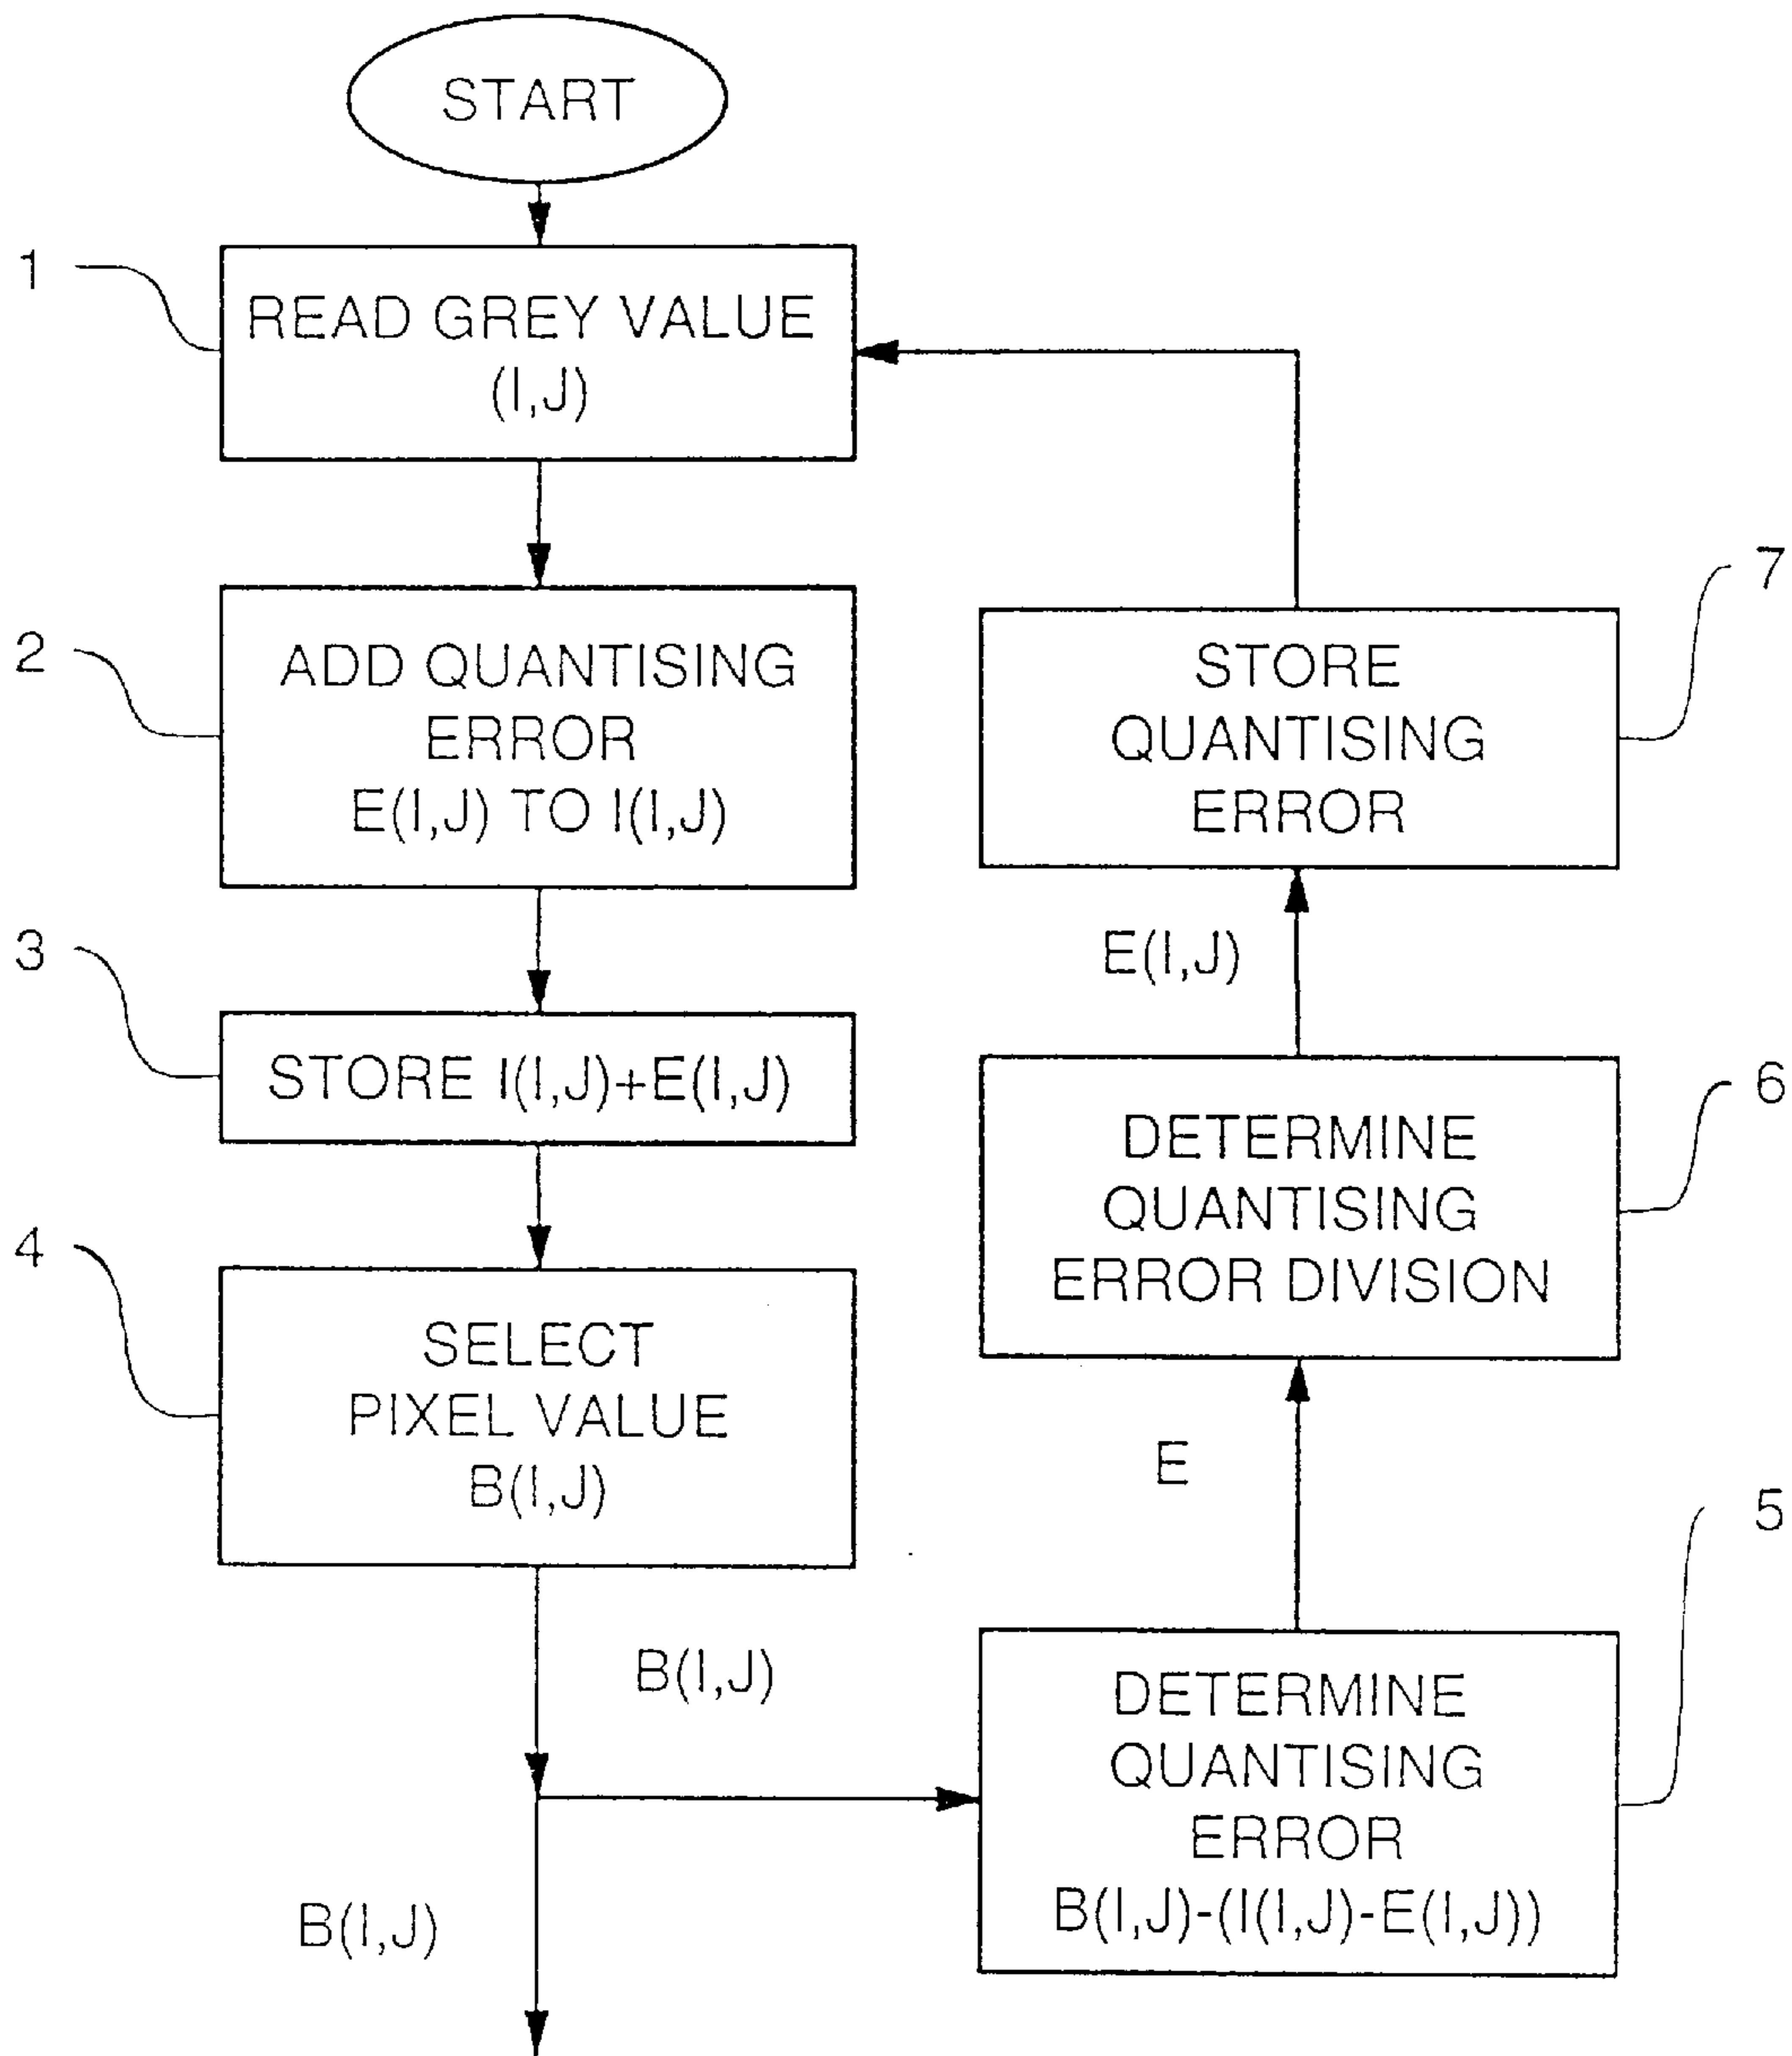 START
1
READ GREY VALUE
(I,J)
2
ADD QUANTISING
ERROR
E(I,J) TO I(I,J)
3
STORE I(I,J)+E(I,J)
4
SELECT
PIXEL VALUE
B(I,J)
B(I,J)
B(I,J)
5
DETERMINE
QUANTISING
ERROR
B(I,J)-(I(I,J)-E(I,J))
E
6
DETERMINE
QUANTISING
ERROR DIVISION
E(I,J)
7
STORE
QUANTISING
ERROR